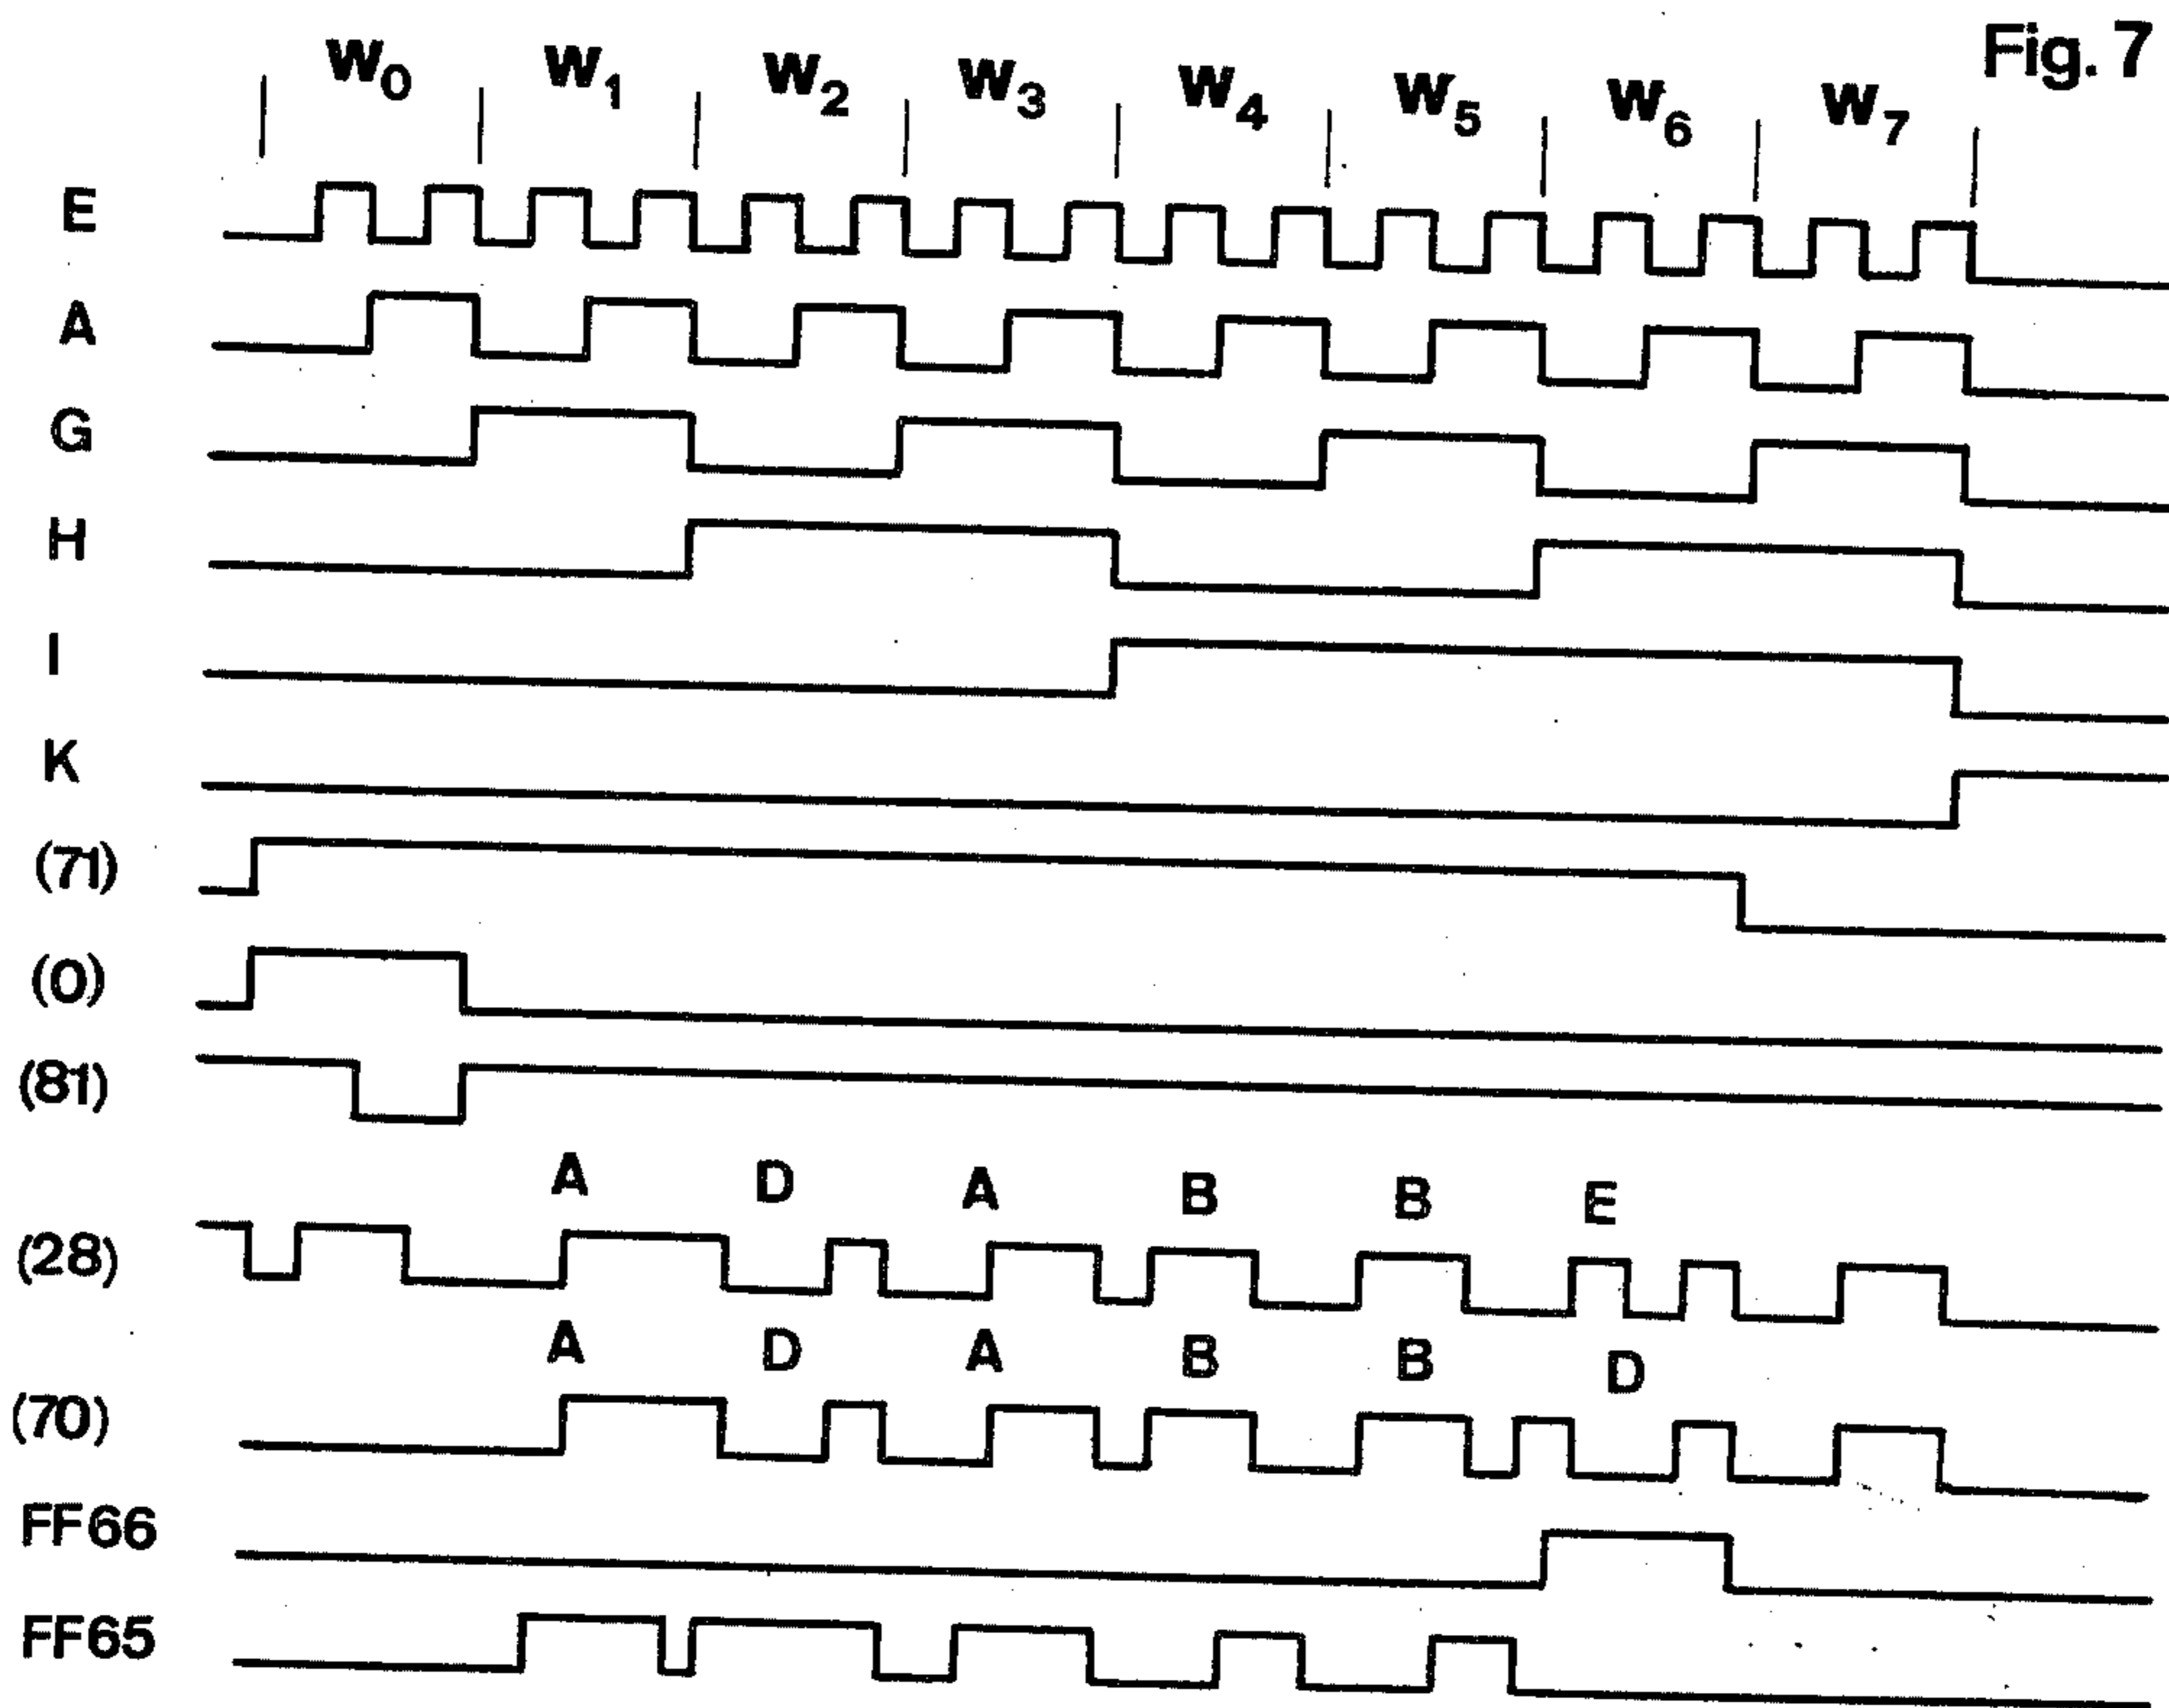 Fig. 7
W0 W1 W2 W3 W4 W5 W6 W7
E
A
G
H
I
K
(71)
(0)
(81)
A D A B B E
(28)
A D A B B D
(70)
FF66
FF65